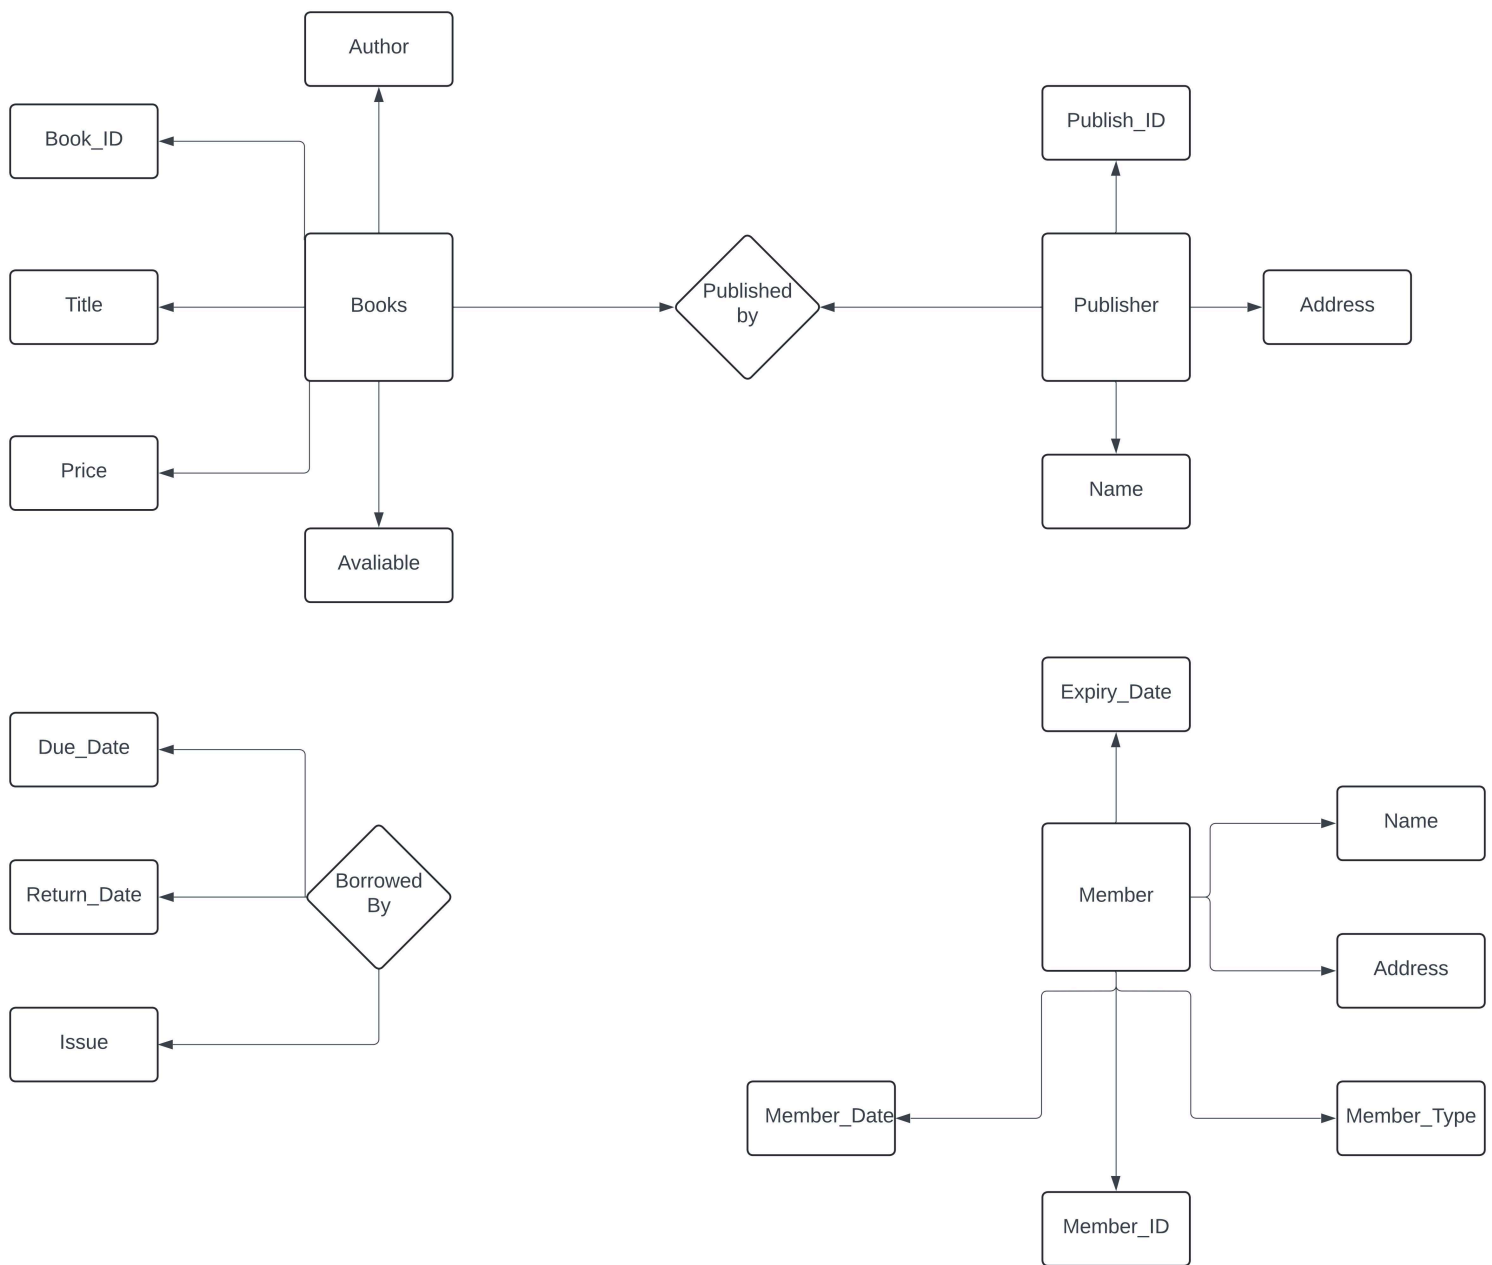 Author
Book_ID
Publish_ID
Title
Books
Published
by
Publisher
Address
Price
Name
Avaliable
Expiry_Date
Due_Date
Name
Return_Date
Borrowed
By
Member
Address
Issue
Member_Date
Member_Type
Member_ID